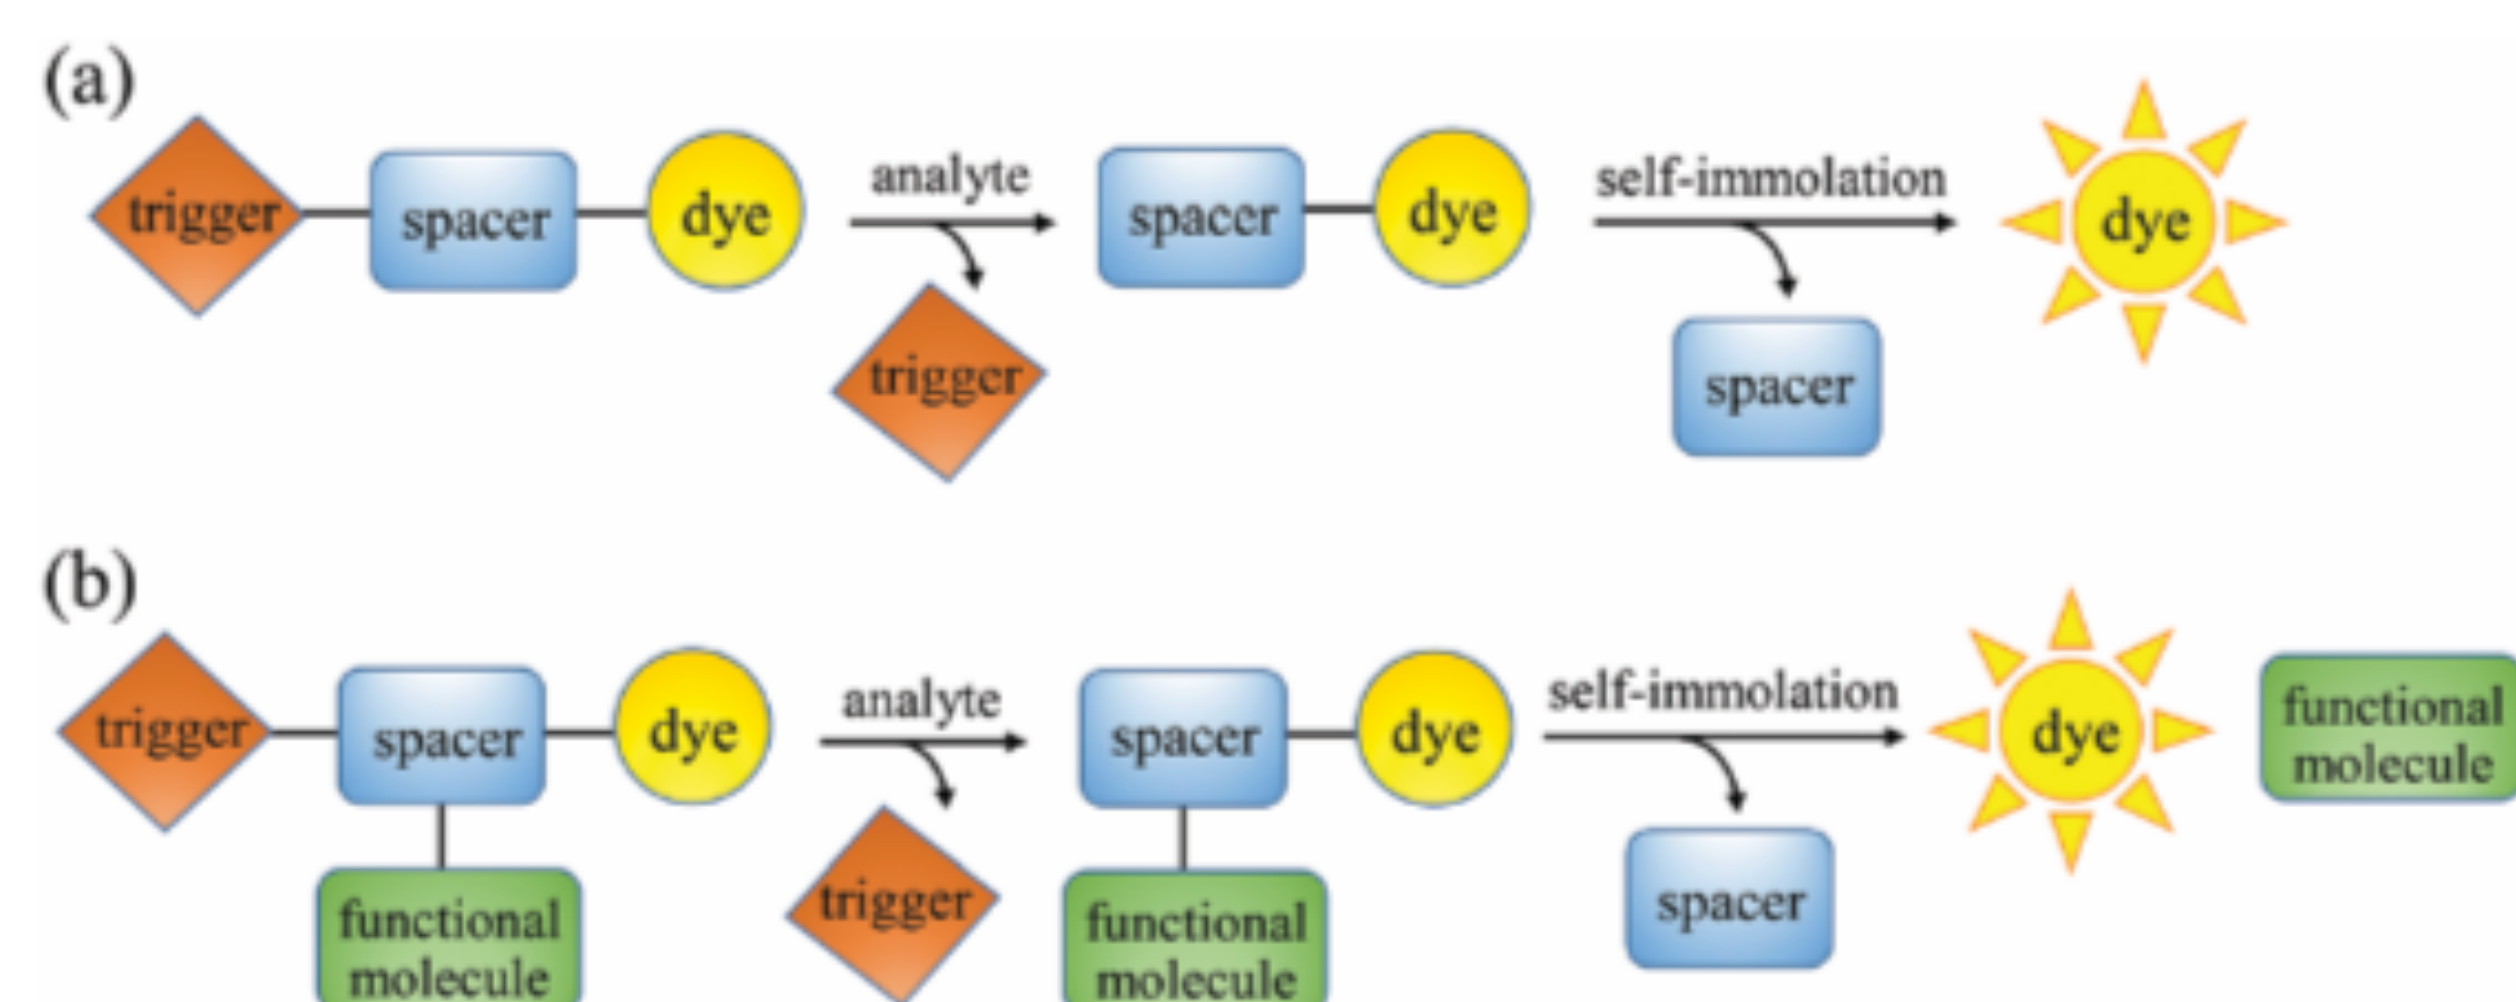 (a)
trigger spacer dye analyte spacer dye self-immolation dye
trigger spacer
(b)
trigger spacer dye analyte spacer dye self-immolation dye functional
molecule
functional trigger functional spacer
molecule molecule